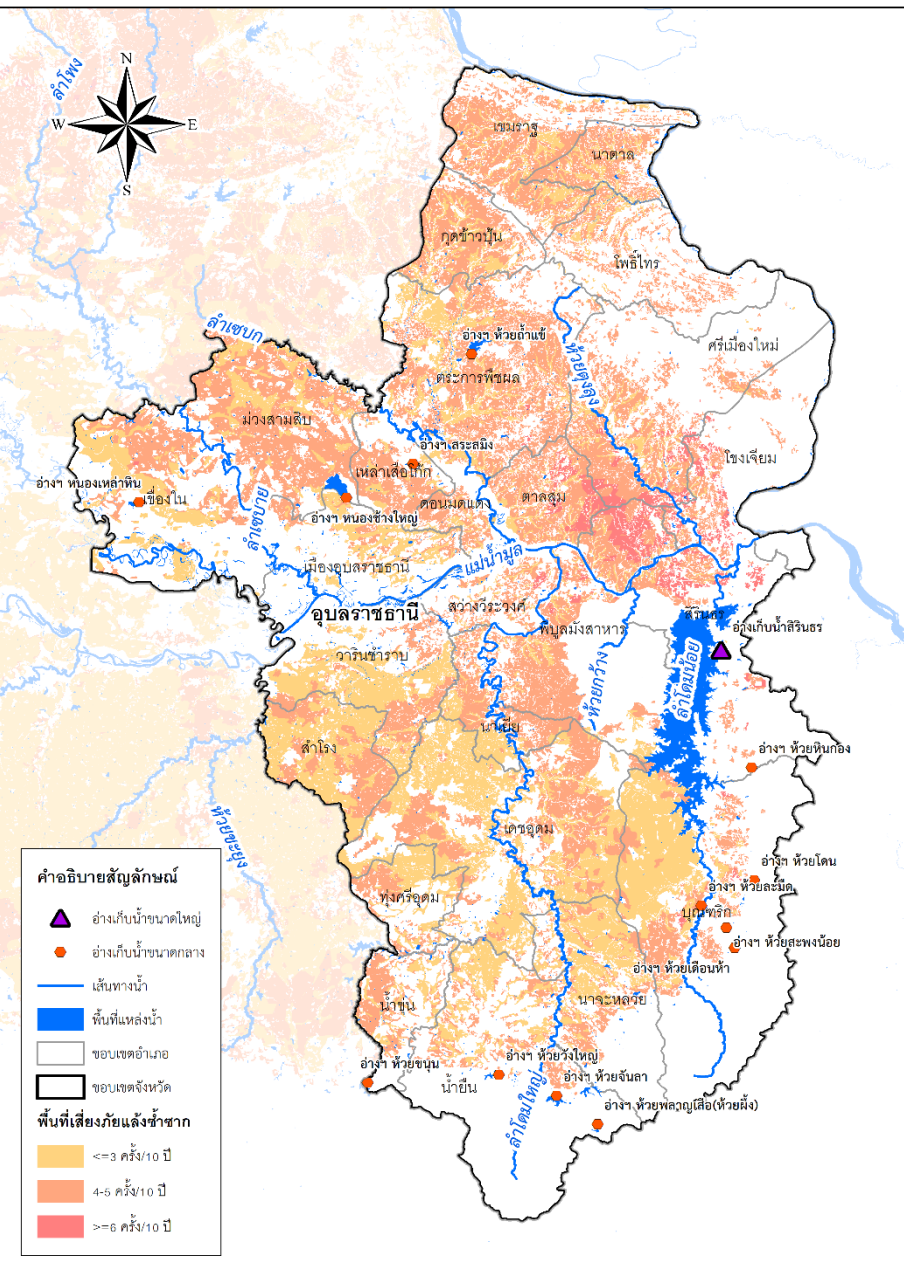 N
W
E
S
ลำโพง
เขมราฐ
นาตาล
กุดข้าวปุ้น
โพธิ์ไทร
ลำเซบก
อ่างฯ ห้วยถ้ำแข้
ห้วยตุงลุง
ศรีเมืองใหม่
ตระการพืชผล
ม่วงสามสิบ
อ่างฯ สระสมิง
โขงเจียม
เหล่าเสือโก้ก
อ่างฯ หนองเหล่าหิน
เขื่องใน
ดอนมดแดง
ตาลสุม
อ่างฯ หนองช้างใหญ่
ลำเซบาย
แม่น้ำมูล
เมืองอุบลราชธานี
สว่างวีระวงศ์
อุบลราชธานี
พิบูลมังสาหาร
สิรินธร
อ่างเก็บน้ำสิรินธร
วารินชำราบ
ห้วยกว้าง
ลำโดมน้อย
นาเยีย
สำโรง
อ่างฯ ห้วยหินกอง
ห้วยขะยุง
เดชอุดม
อ่างฯ ห้วยโดน
อ่างฯ ห้วยละมืด
ทุ่งศรีอุดม
บุณฑริก
อ่างฯ ห้วยสะพงน้อย
อ่างฯ ห้วยเดือนห้า
น้ำขุ่น
นาจะหลวย
อ่างฯ ห้วยขนุน
อ่างฯ ห้วยวังใหญ่
น้ำยืน
อ่างฯ ห้วยจันลา
ลำโดมใหญ่
อ่างฯ ห้วยพลาญเสือ(ห้วยผึ้ง)
คำอธิบายสัญลักษณ์
อ่างเก็บน้ำขนาดใหญ่
อ่างเก็บน้ำขนาดกลาง
เส้นทางน้ำ
พื้นที่แหล่งน้ำ
ขอบเขตอำเภอ
ขอบเขตจังหวัด
พื้นที่เสี่ยงภัยแล้งซ้ำซาก
<=3 ครั้ง/10 ปี
4-5 ครั้ง/10 ปี
>=6 ครั้ง/10 ปี